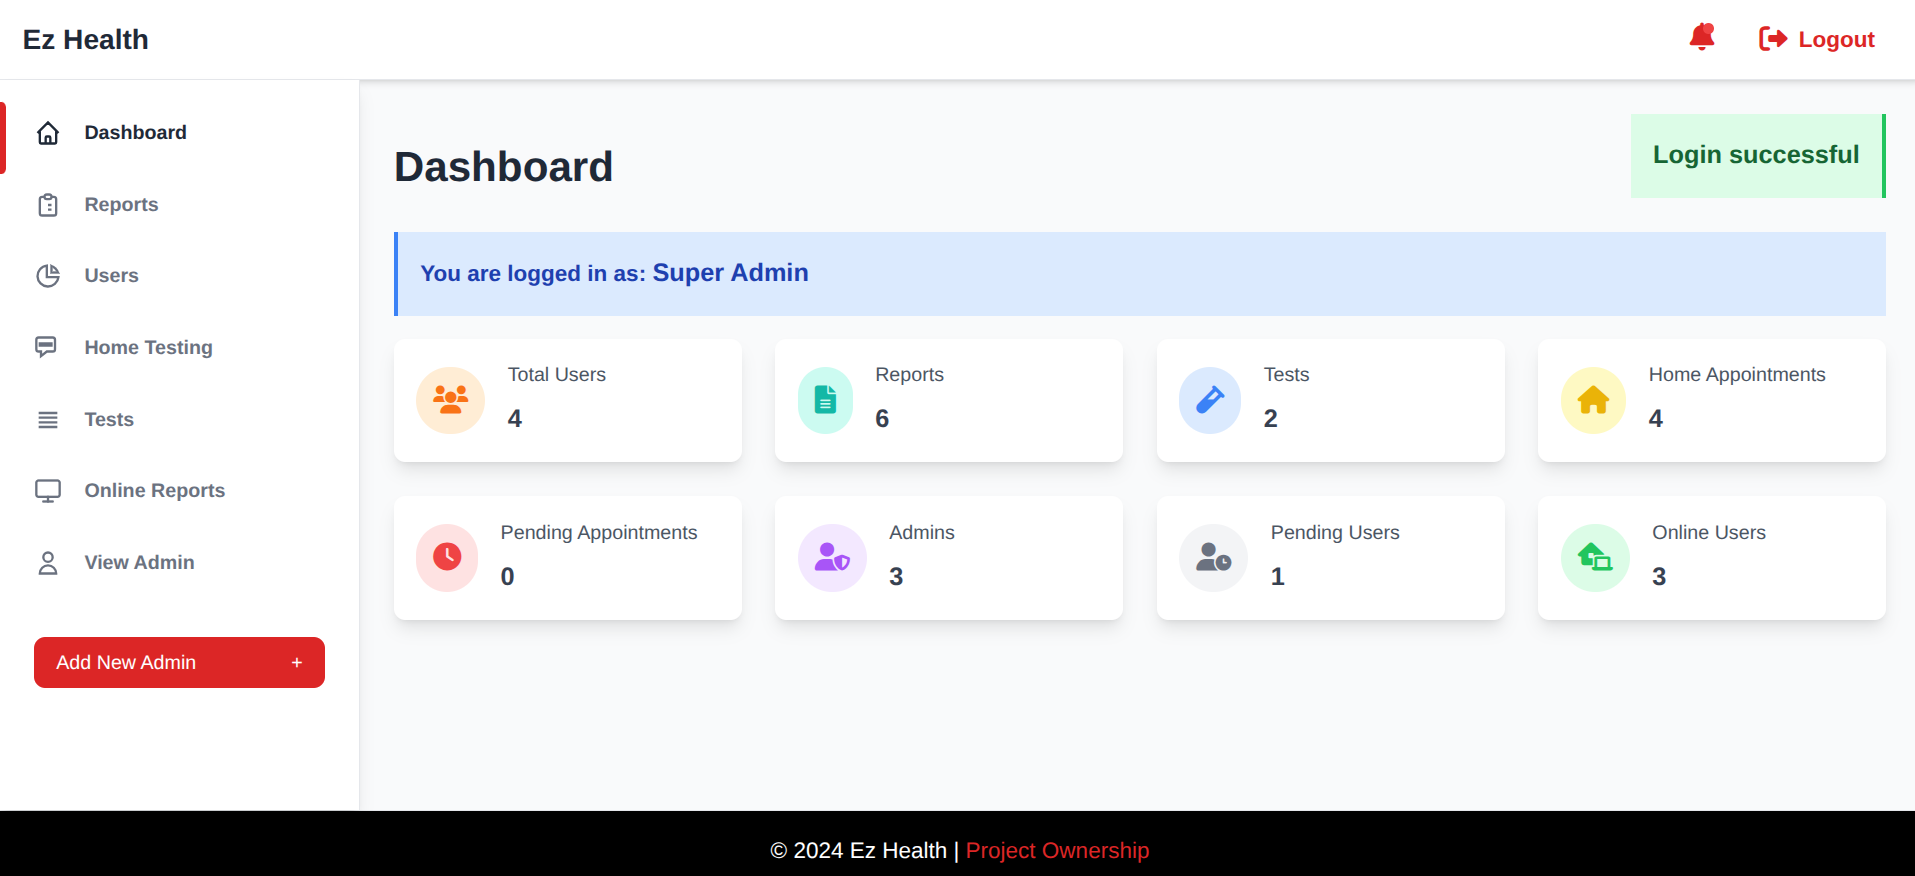 Ez Health
Logout
Dashboard
Reports
Users
Home Testing
Tests
Online Reports
View Admin
Add New Admin +
Dashboard
Login successful
You are logged in as: Super Admin
Total Users
4
Reports
6
Tests
2
Home Appointments
4
Pending Appointments
0
Admins
3
Pending Users
1
Online Users
3
© 2024 Ez Health | Project Ownership